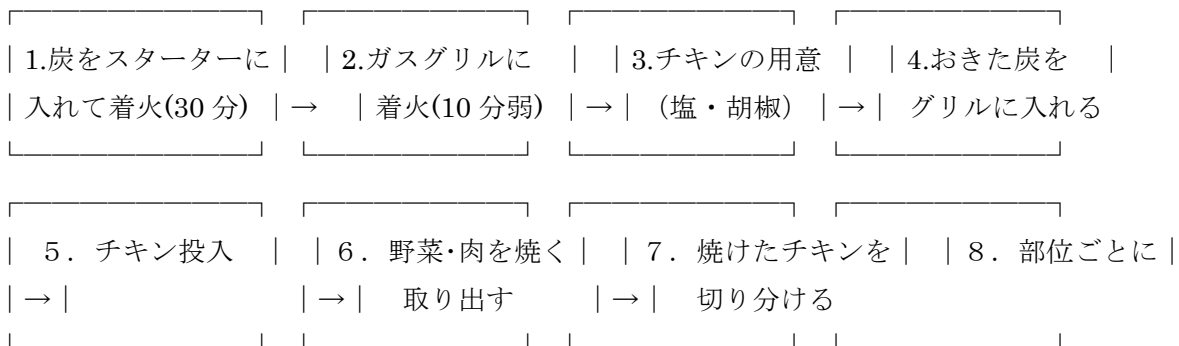 |1.炭をスターターに| |2.ガスグリルに | |3.チキンの用意 | |4.おきた炭を |
|入れて着火(30 分) |→ |着火(10 分弱) |→| (塩・胡椒) |→| グリルに入れる
| 5．チキン投入 | |6．野菜･肉を焼く| |7．焼けたチキンを| |8．部位ごとに|
|→| |→| 取り出す |→| 切り分ける